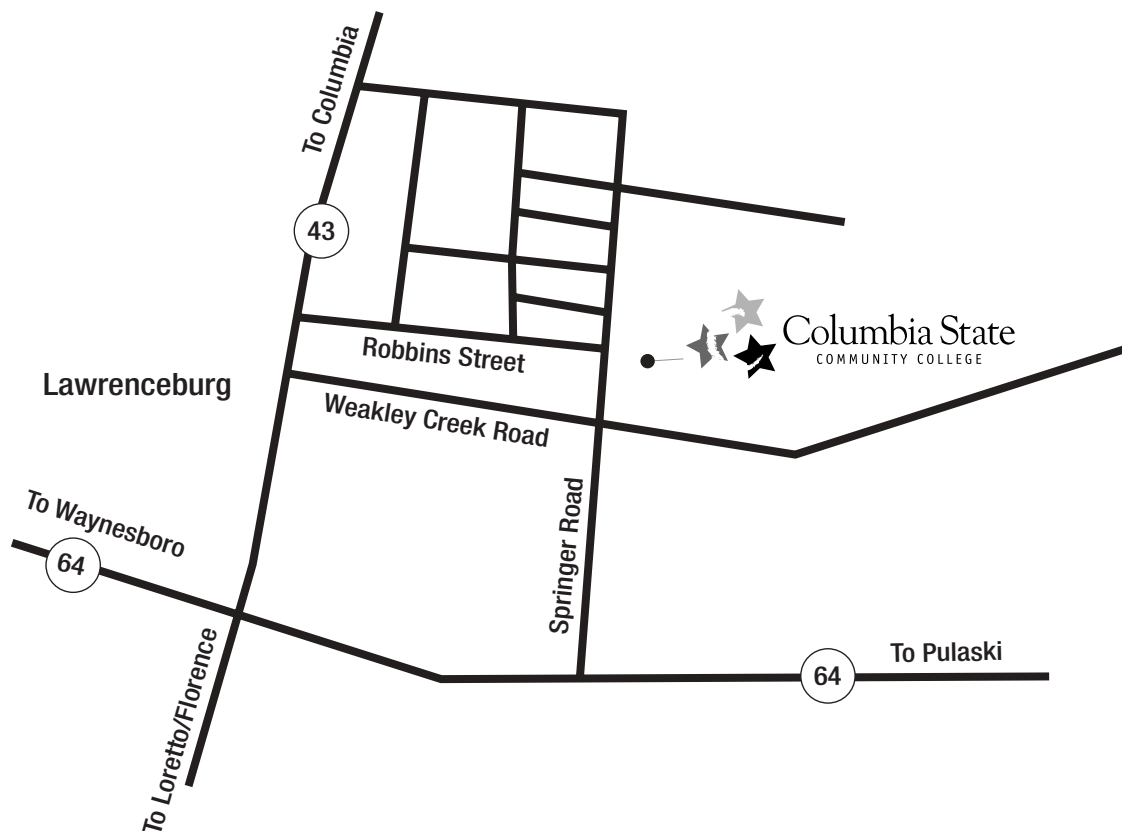 To Columbia
43
Columbia State
COMMUNITY COLLEGE
Robbins Street
Lawrenceburg
Weakley Creek Road
To Waynesboro
64
Springer Road
To Pulaski
64
To Loretto/Florence